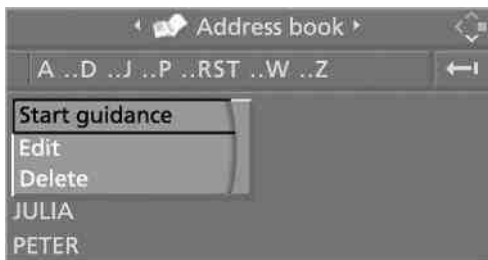 Address book
A ..D ..J ..P ..RST ..W ..Z
Start guidance
Edit
Delete
JULIA
PETER